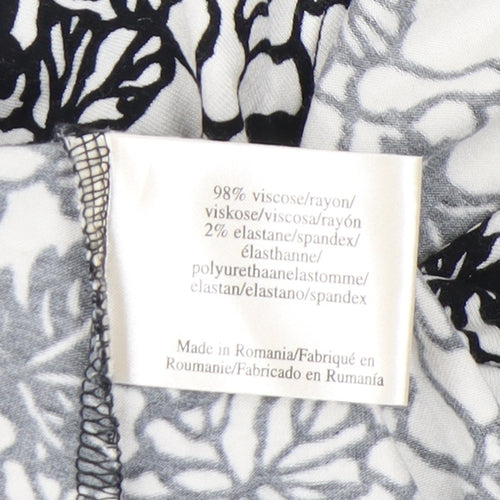 98% viscose/rayon/
viskose/viscosa/rayón
2% elastane/spandex/
élasthanne/
polyurethaanelastomme/
elastan/elastano/spandex
Made in Romania/Fabriqué en
Roumanie/Fabricado en Rumanía